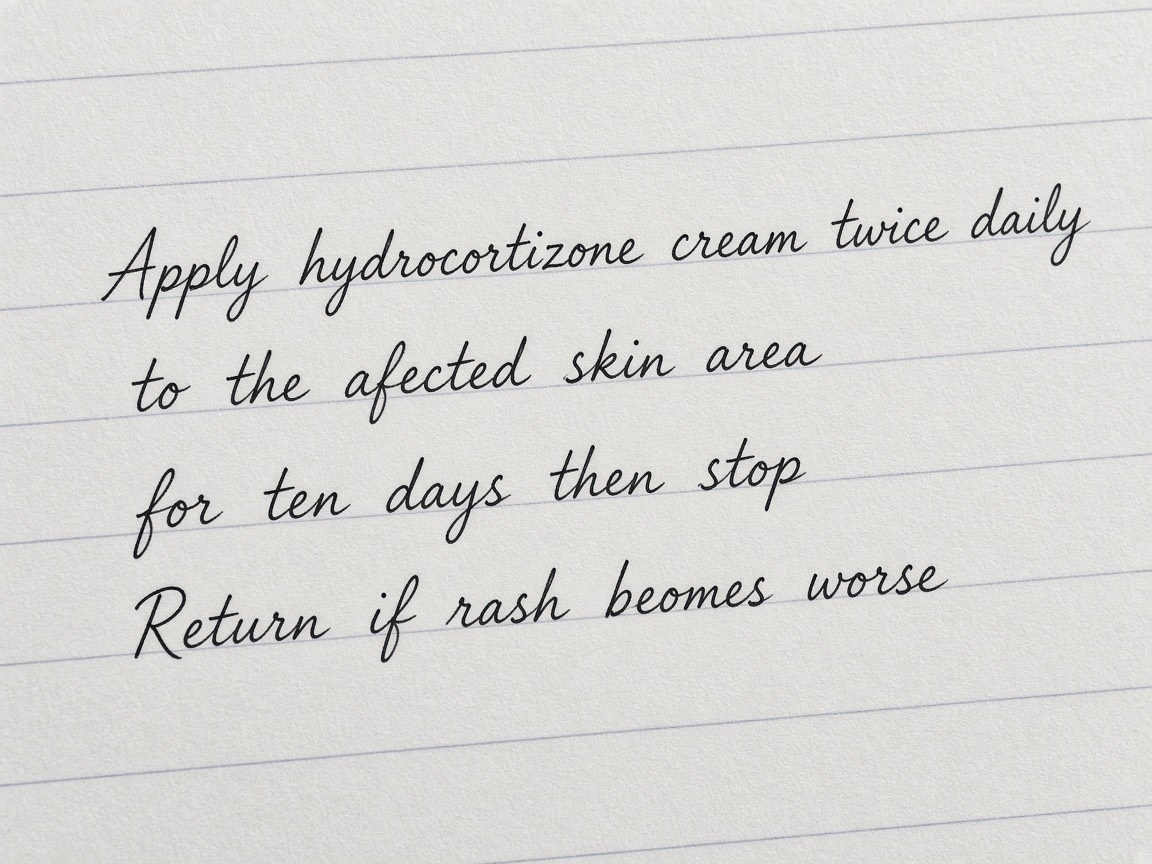 Apply hydrocortizone cream twice daily
to the afected skin area
for ten days then stop
Return if rash beomes worse